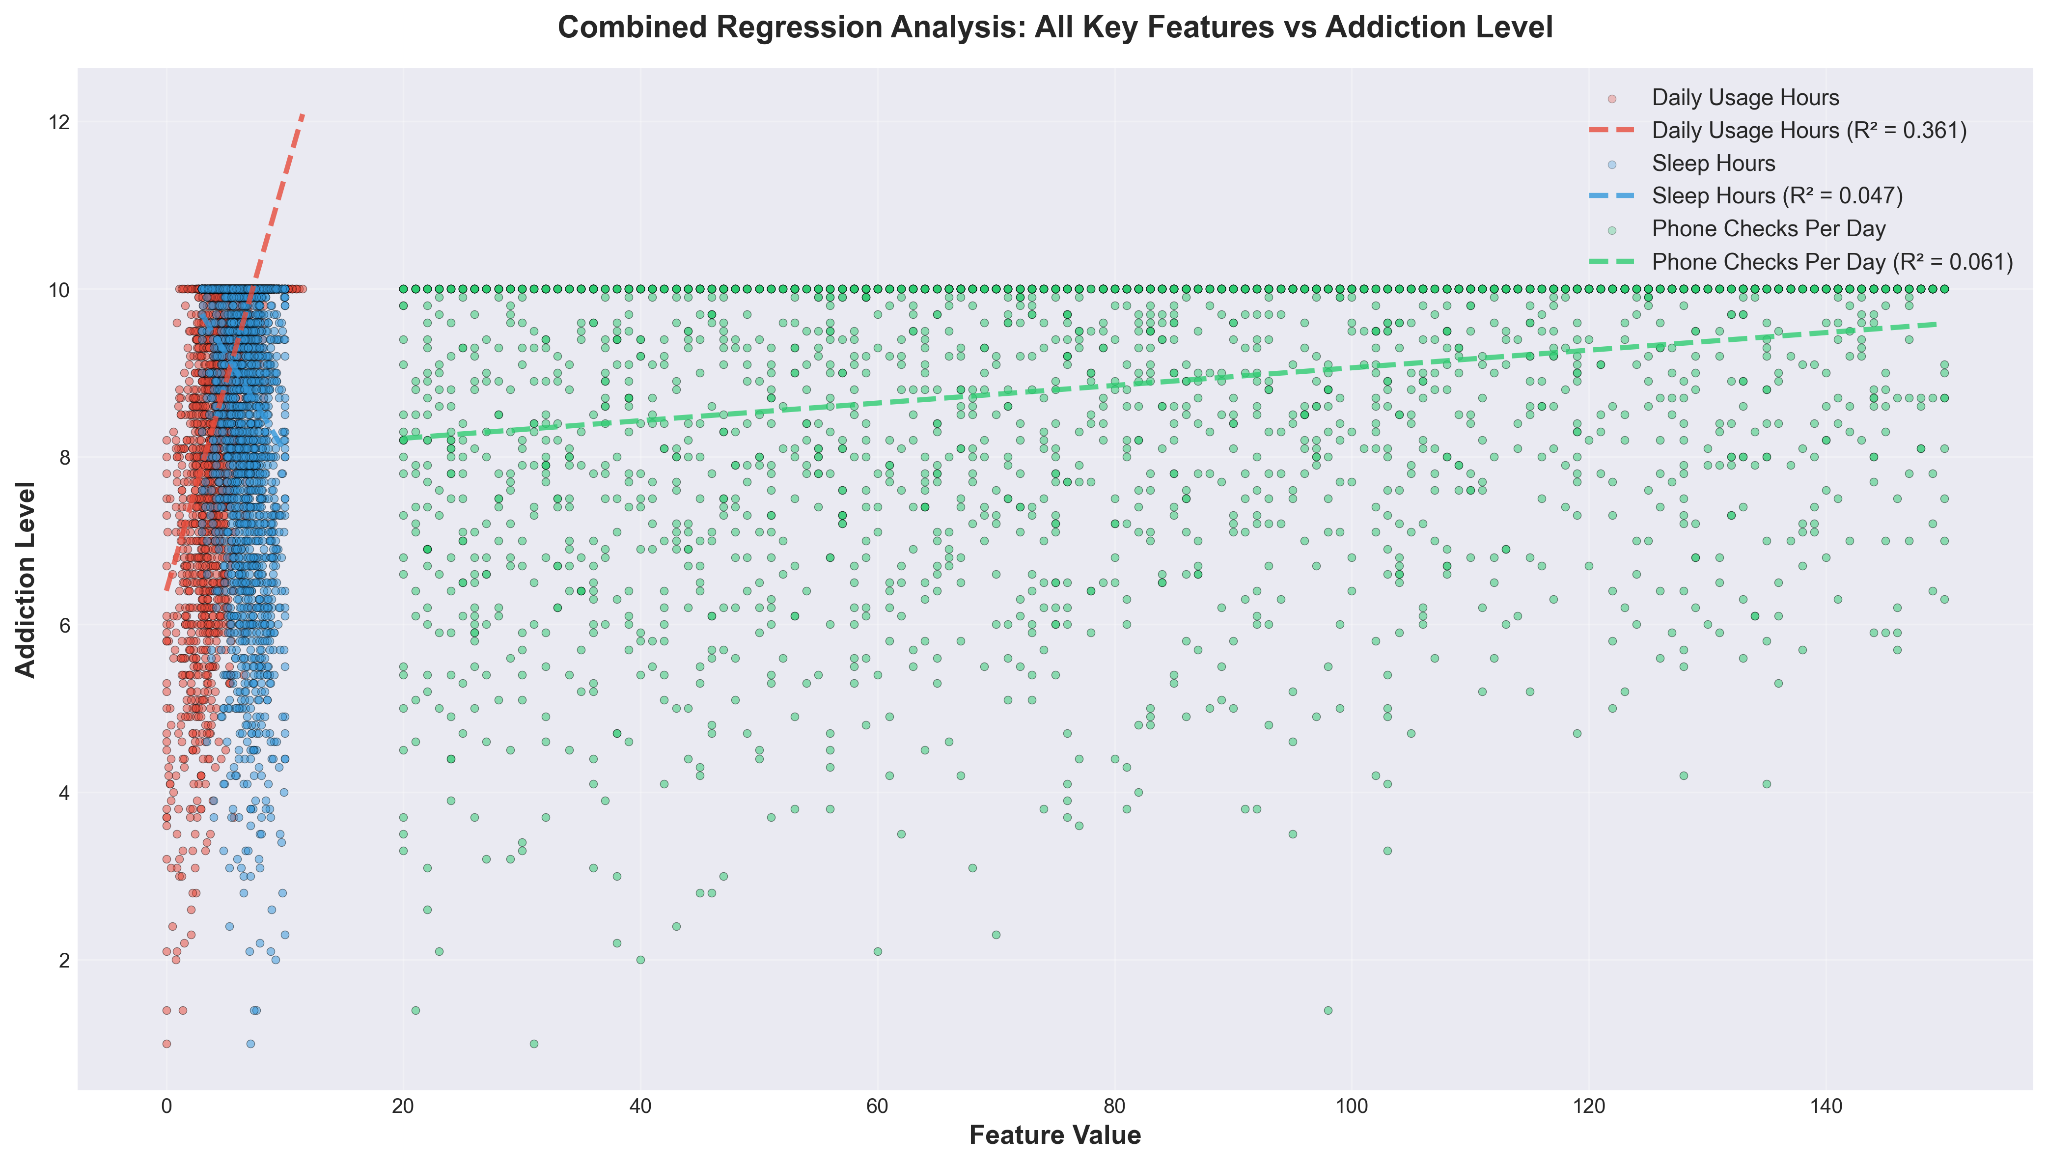 Combined Regression Analysis: All Key Features vs Addiction Level
Daily Usage Hours
Daily Usage Hours (R² = 0.361)
Sleep Hours
Sleep Hours (R² = 0.047)
Phone Checks Per Day
Phone Checks Per Day (R² = 0.061)
12
10
8
6
4
2
Addiction Level
0 20 40 60 80 100 120 140
Feature Value